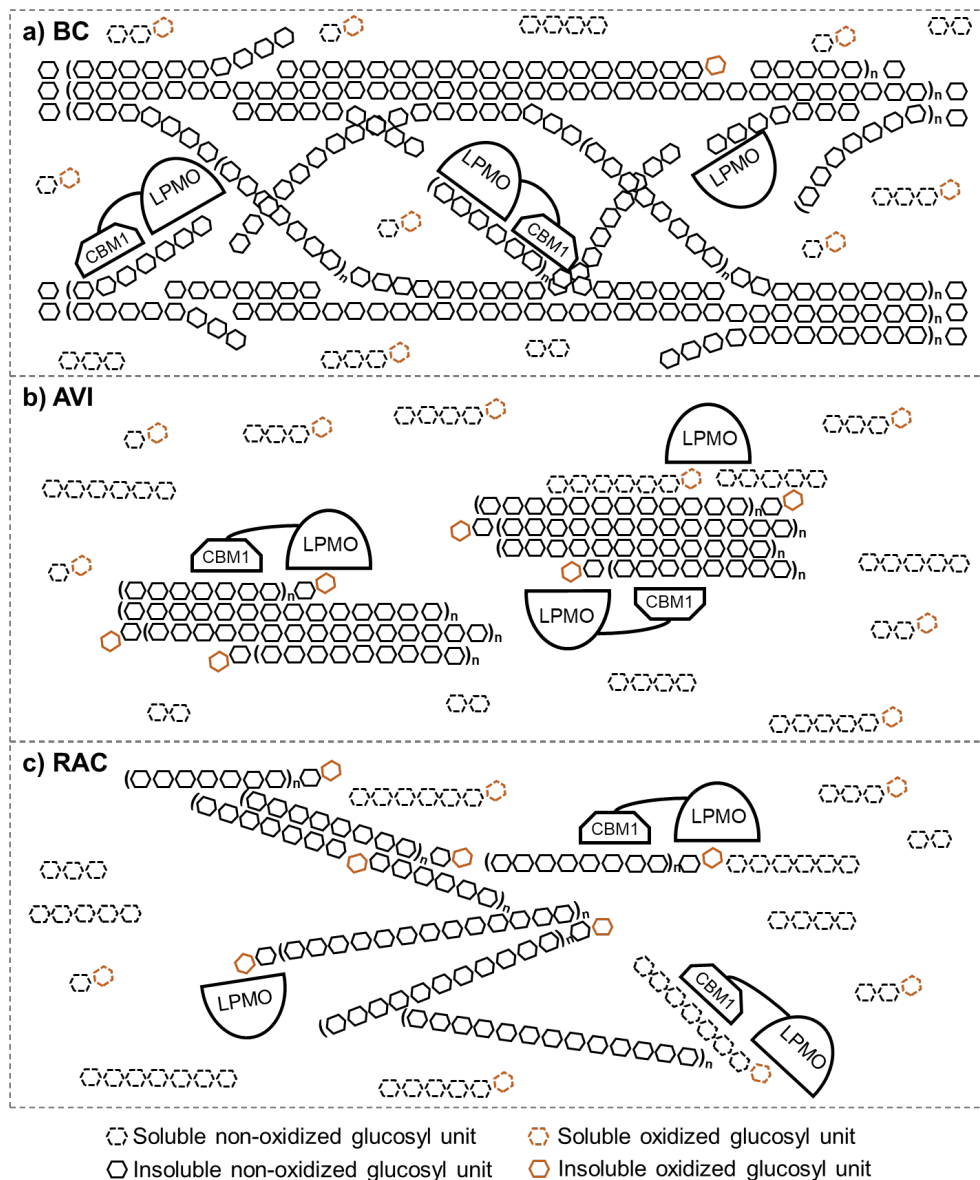 a) BC
n
n
LPMO
LPMO
LPMO
CBM1
CBM1
n
n
n
n
n
n
b) AVI
LPMO
LPMO
CBM1
n
n
n
n
n
n
n
n
LPMO
CBM1
c) RAC
n
LPMO
CBM1
n
n
n
n
n
LPMO
CBM1
LPMO
n
Soluble non-oxidized glucosyl unit
Soluble oxidized glucosyl unit
Insoluble non-oxidized glucosyl unit
Insoluble oxidized glucosyl unit